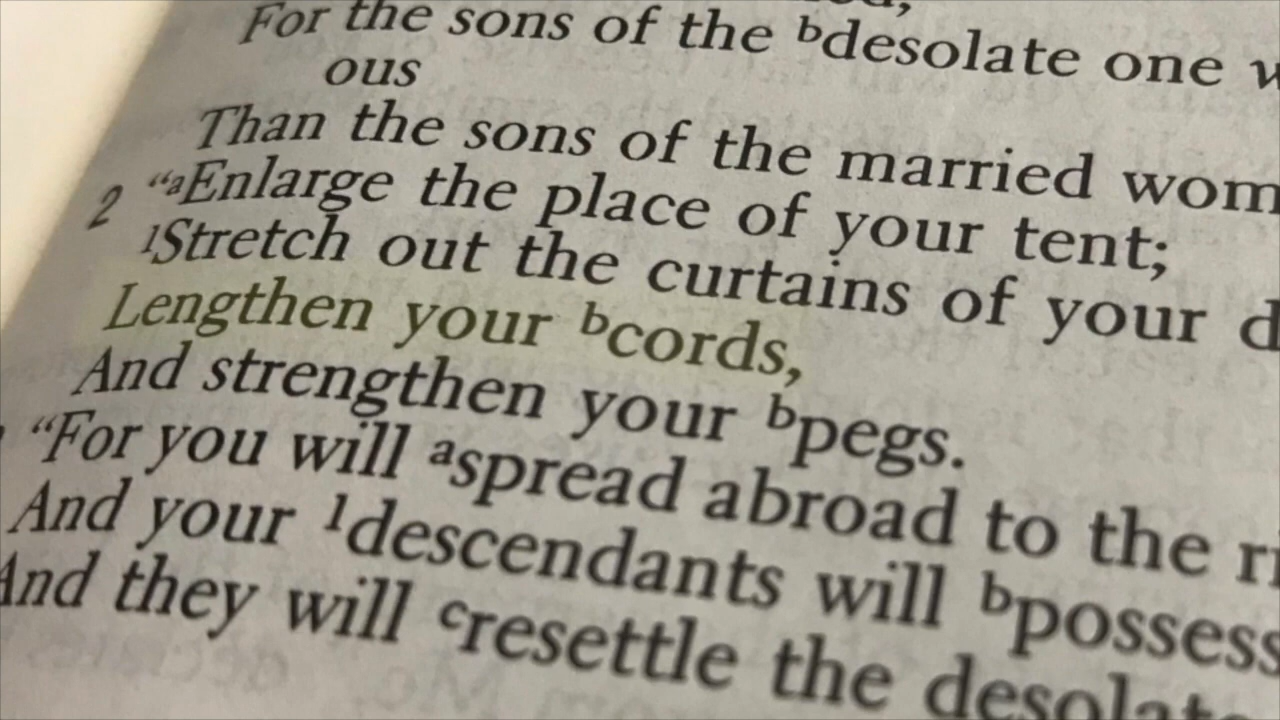 For the sons of the bdesolate one
ous
Than the sons of the married
2 "aEnlarge the place of your tent;
1Stretch out the curtains of your
Lengthen your bcords,
And strengthen your bpegs.
"For you will aspread abroad to the
And your 1descendants will bpossess
And they will cresettle the